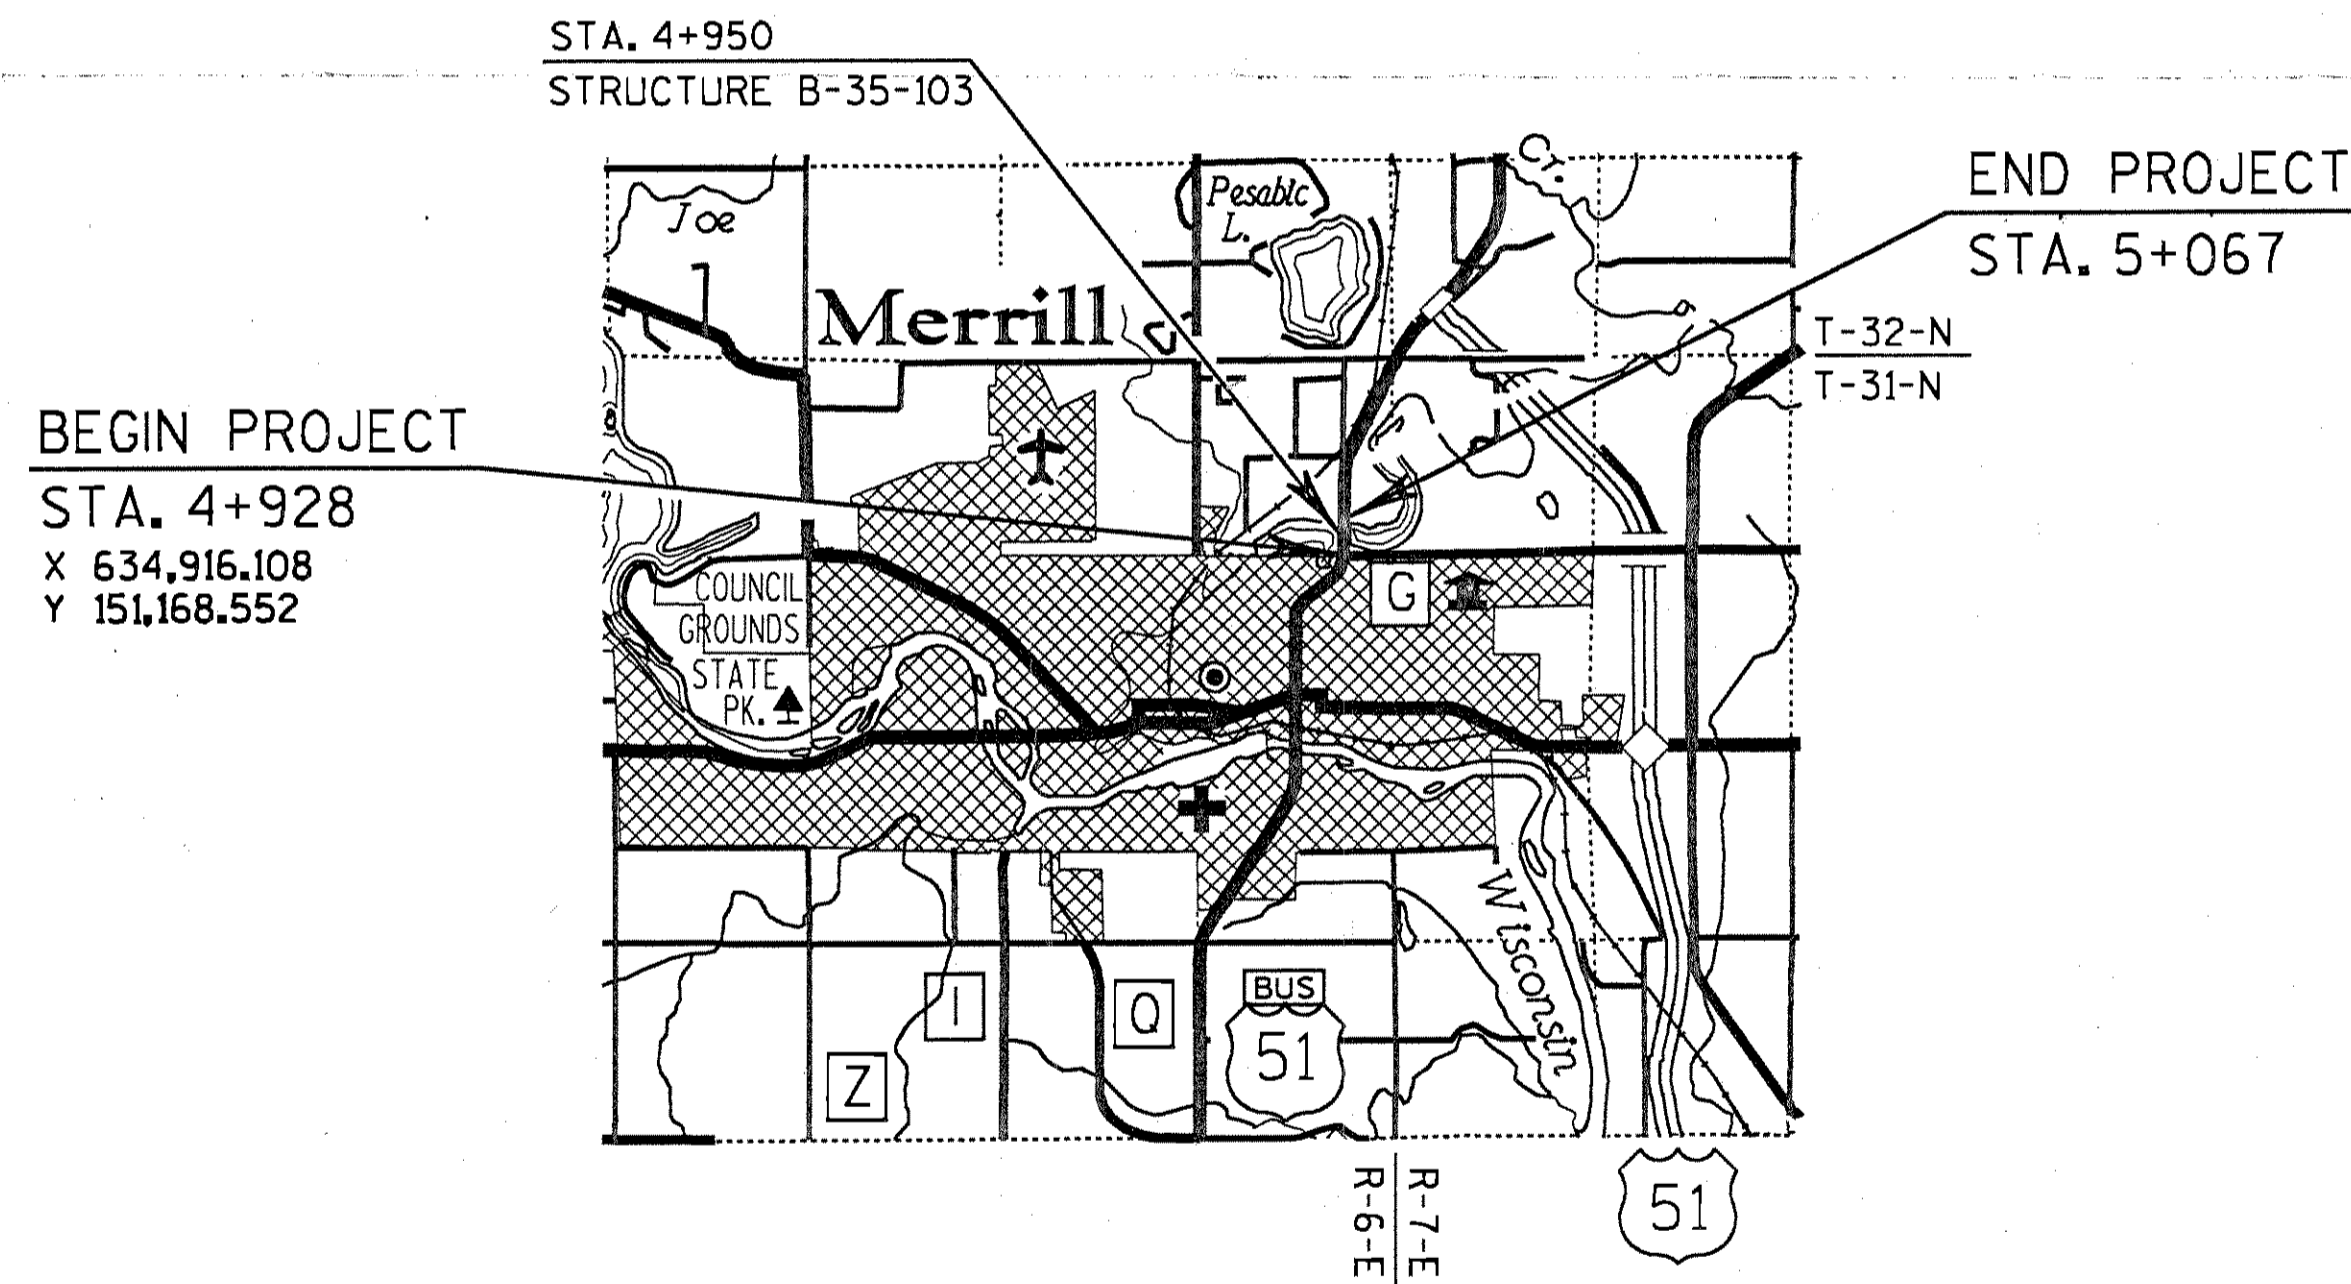 STA. 4+950
STRUCTURE B-35-103
END PROJECT
STA. 5+067
Cr.
Pesabic
L.
Joe
Merrill
T-32-N
T-31-N
BEGIN PROJECT
STA. 4+928
X 634,916.108
Y 151,168.552
COUNCIL
GROUNDS
STATE
PK.
G
Wisconsin
I
Q
BUS
51
Z
51
R-7-E
R-6-E